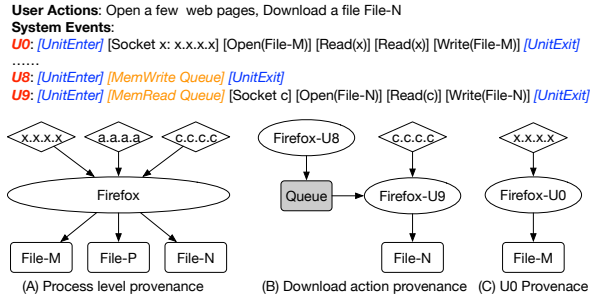 User Actions: Open a few web pages, Download a file File-N
System Events:
U0: [UnitEnter] [Socket x: x.x.x.x] [Open(File-M)] [Read(x)] [Read(x)] [Write(File-M)] [UnitExit]
......
U8: [UnitEnter] [MemWrite Queue] [UnitExit]
U9: [UnitEnter] [MemRead Queue] [Socket c] [Open(File-N)] [Read(c)] [Write(File-N)] [UnitExit]
x.x.x.x a.a.a.a c.c.c.c Firefox-U8 c.c.c.c x.x.x.x
Firefox Queue Firefox-U9 Firefox-U0
File-M File-P File-N File-N File-M
(A) Process level provenance (B) Download action provenance (C) U0 Provenace